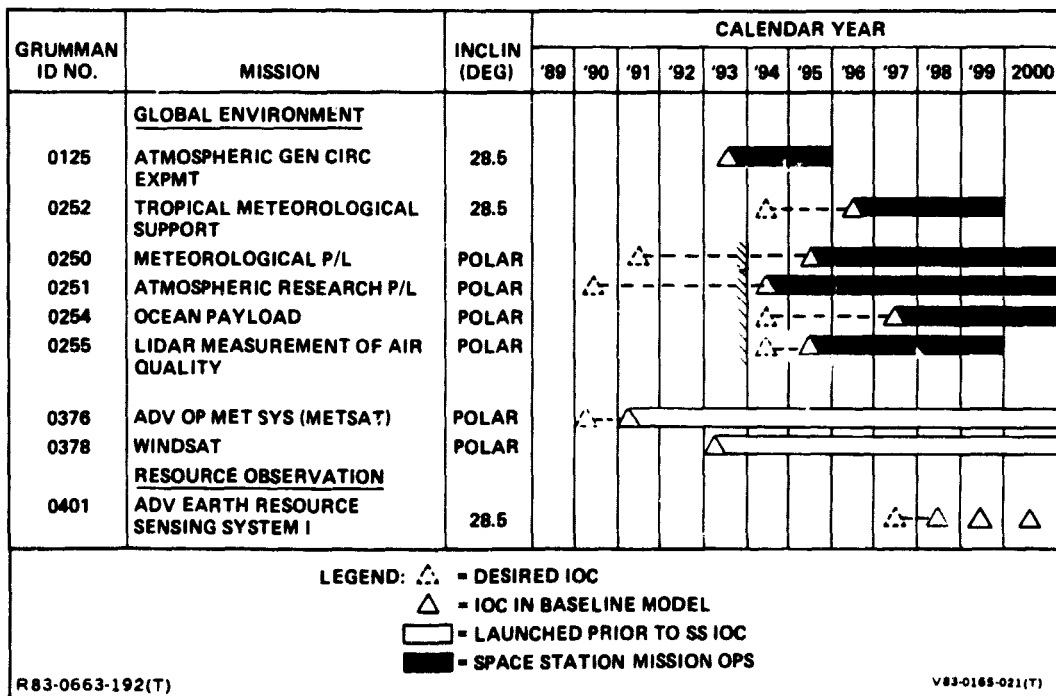 CALENDAR YEAR
GRUMMAN ID NO. MISSION INCLIN (DEG) '89 '90 '91 '92 '93 '94 '95 '96 '97 '98 '99 2000
GLOBAL ENVIRONMENT
0125 ATMOSPHERIC GEN CIRC 28.5
EXPMT
0252 TROPICAL METEOROLOGICAL 28.5
SUPPORT
0250 METEOROLOGICAL P/L POLAR
0251 ATMOSPHERIC RESEARCH P/L POLAR
0254 OCEAN PAYLOAD POLAR
0255 LIDAR MEASUREMENT OF AIR POLAR
QUALITY
0376 ADV OP MET SYS (METSAT) POLAR
0378 WINDSAT POLAR
RESOURCE OBSERVATION
0401 ADV EARTH RESOURCE
SENSING SYSTEM I 28.5
LEGEND: = DESIRED IOC
= IOC IN BASELINE MODEL
= LAUNCHED PRIOR TO SS IOC
= SPACE STATION MISSION OPS
R83-0663-192(T) V83-0165-021(T)